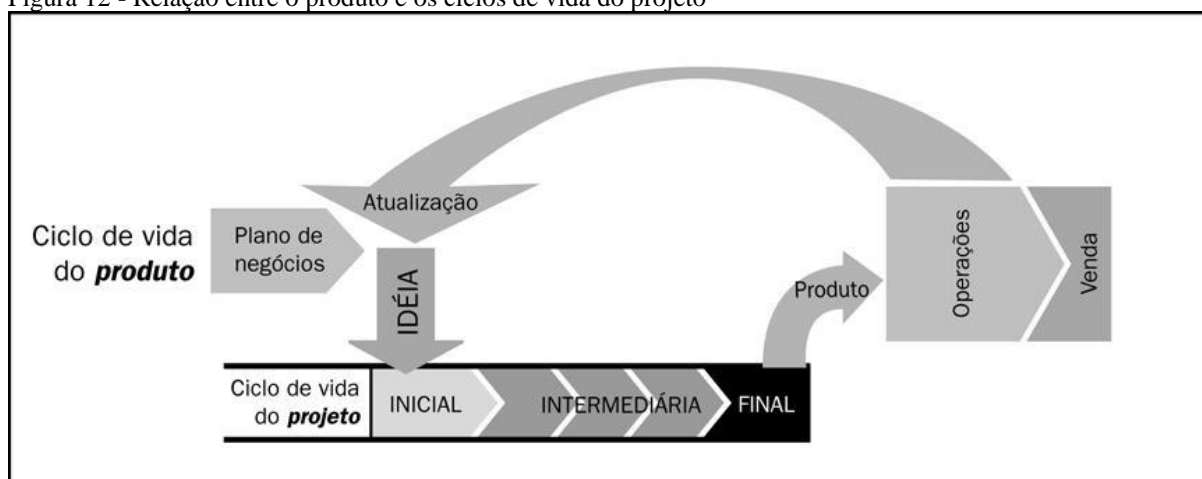 Figura 12 - Relação entre o produto e os ciclos de vida do projeto
Atualização
Ciclo de vida
do produto
Plano de
negócios
IDÉIA
Produto
Operações
Venda
Ciclo de vida
do projeto
INICIAL
INTERMEDIÁRIA
FINAL